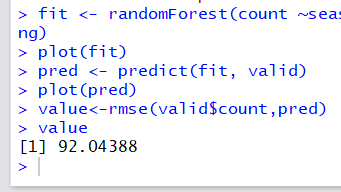 > fit <- randomForest(count ~seas
ng)
> plot(fit)
> pred <- predict(fit, valid)
> plot(pred)
> value<-rmse(valid$count,pred)
> value
[1] 92.04388
>